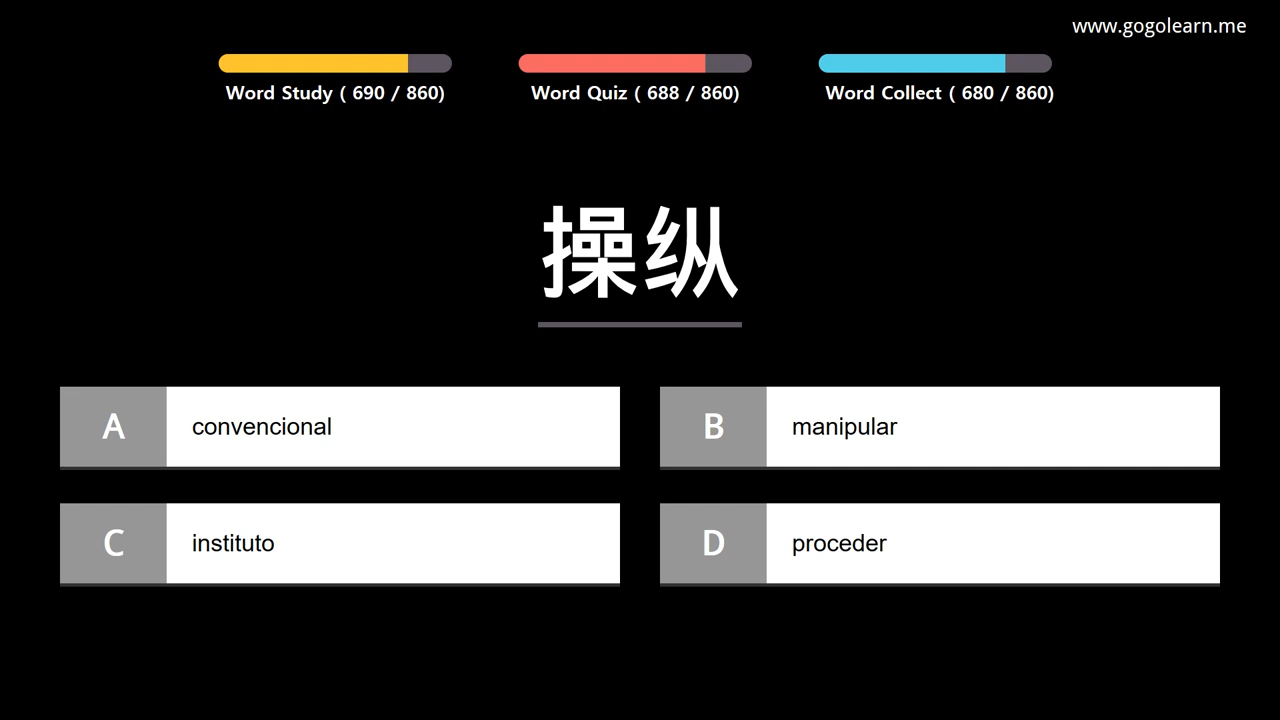 www.gogolearn.me
Word Study ( 690 / 860)
Word Quiz ( 688 / 860)
Word Collect ( 680 / 860)
操纵
A convencional
B manipular
C instituto
D proceder